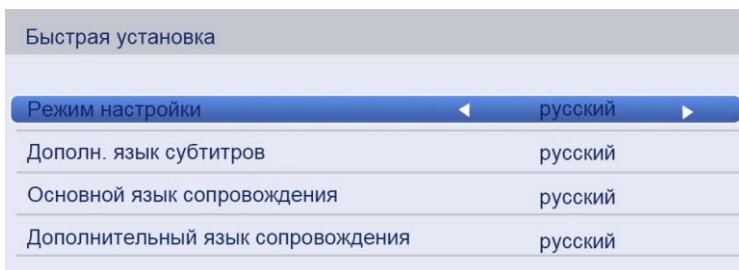 Быстрая установка
Режим настройки русский
Дополн. язык субтитров русский
Основной язык сопровождения русский
Дополнительный язык сопровождения русский